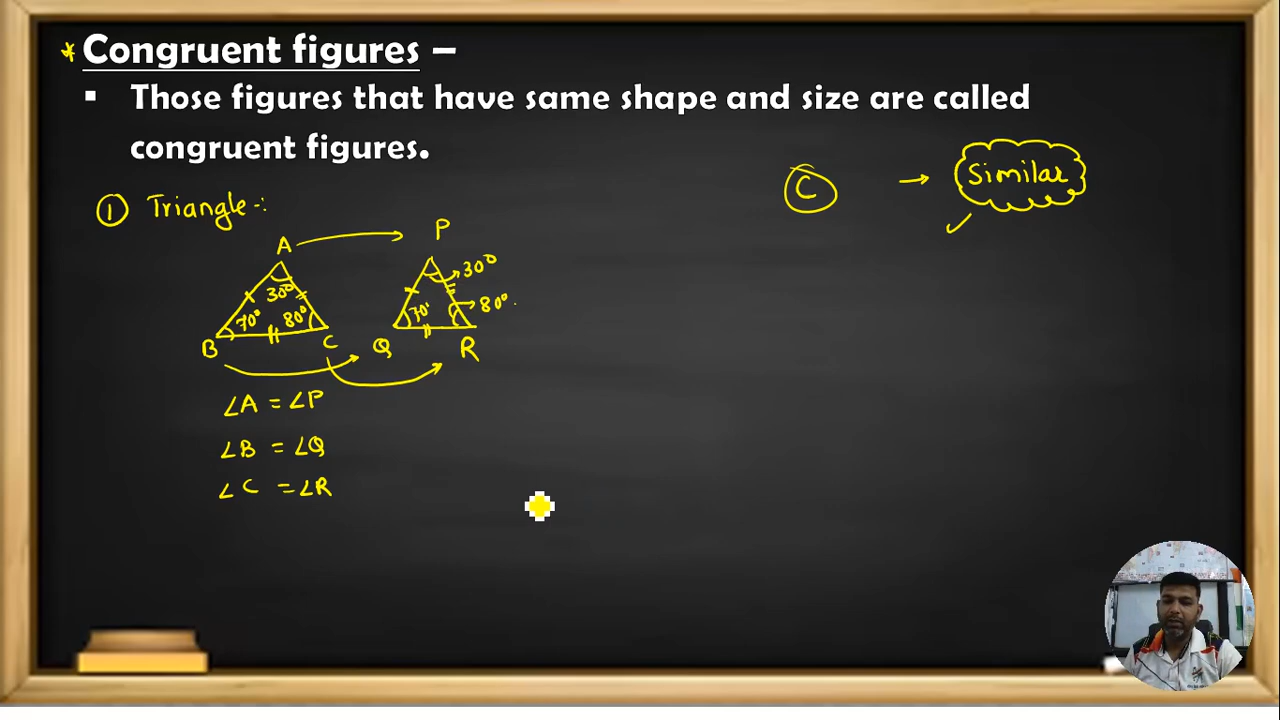 * Congruent figures –
▪ Those figures that have same shape and size are called
congruent figures.
C → Similar
① Triangle :-
A P
30° 30°
70° 80° 70° 80°
B C Q R
∠A = ∠P
∠B = ∠Q
∠C = ∠R